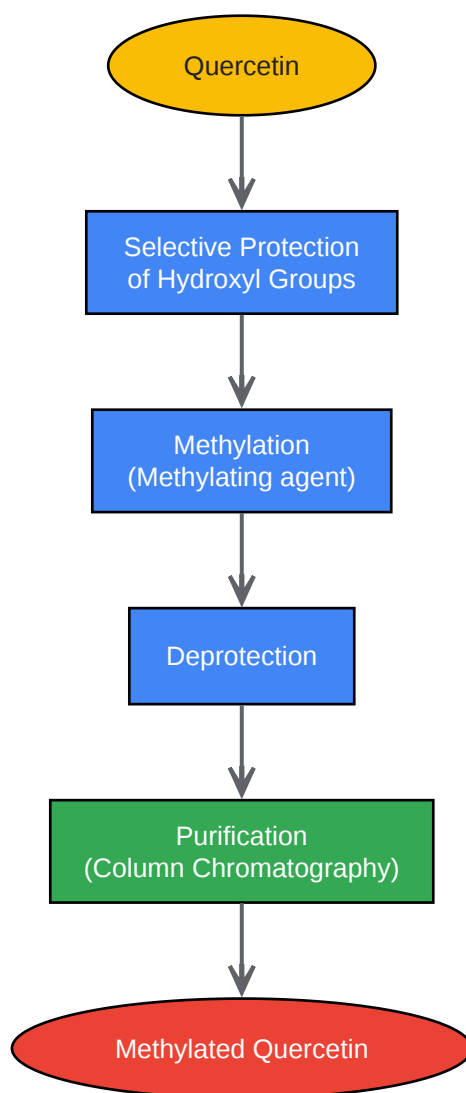 Quercetin
Selective Protection
of Hydroxyl Groups
Methylation
(Methylating agent)
Deprotection
Purification
(Column Chromatography)
Methylated Quercetin